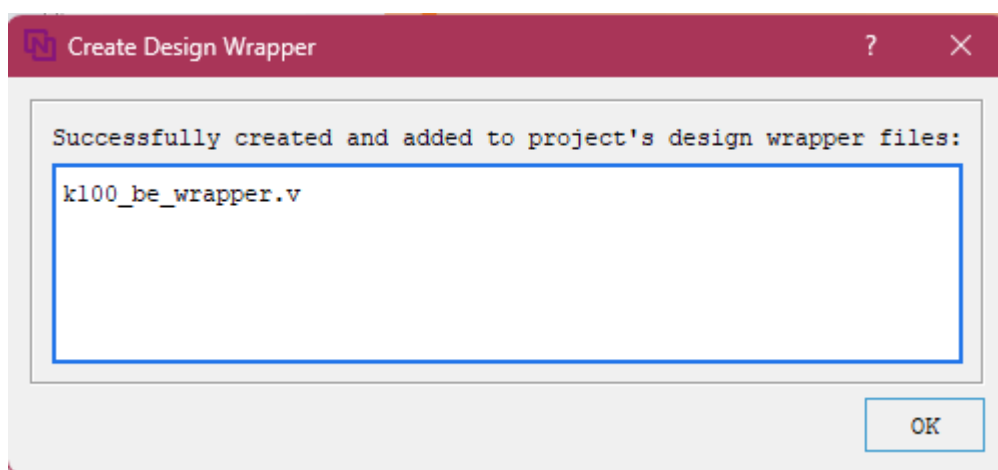 Create Design Wrapper
Successfully created and added to project's design wrapper files:
k100_be_wrapper.v
OK